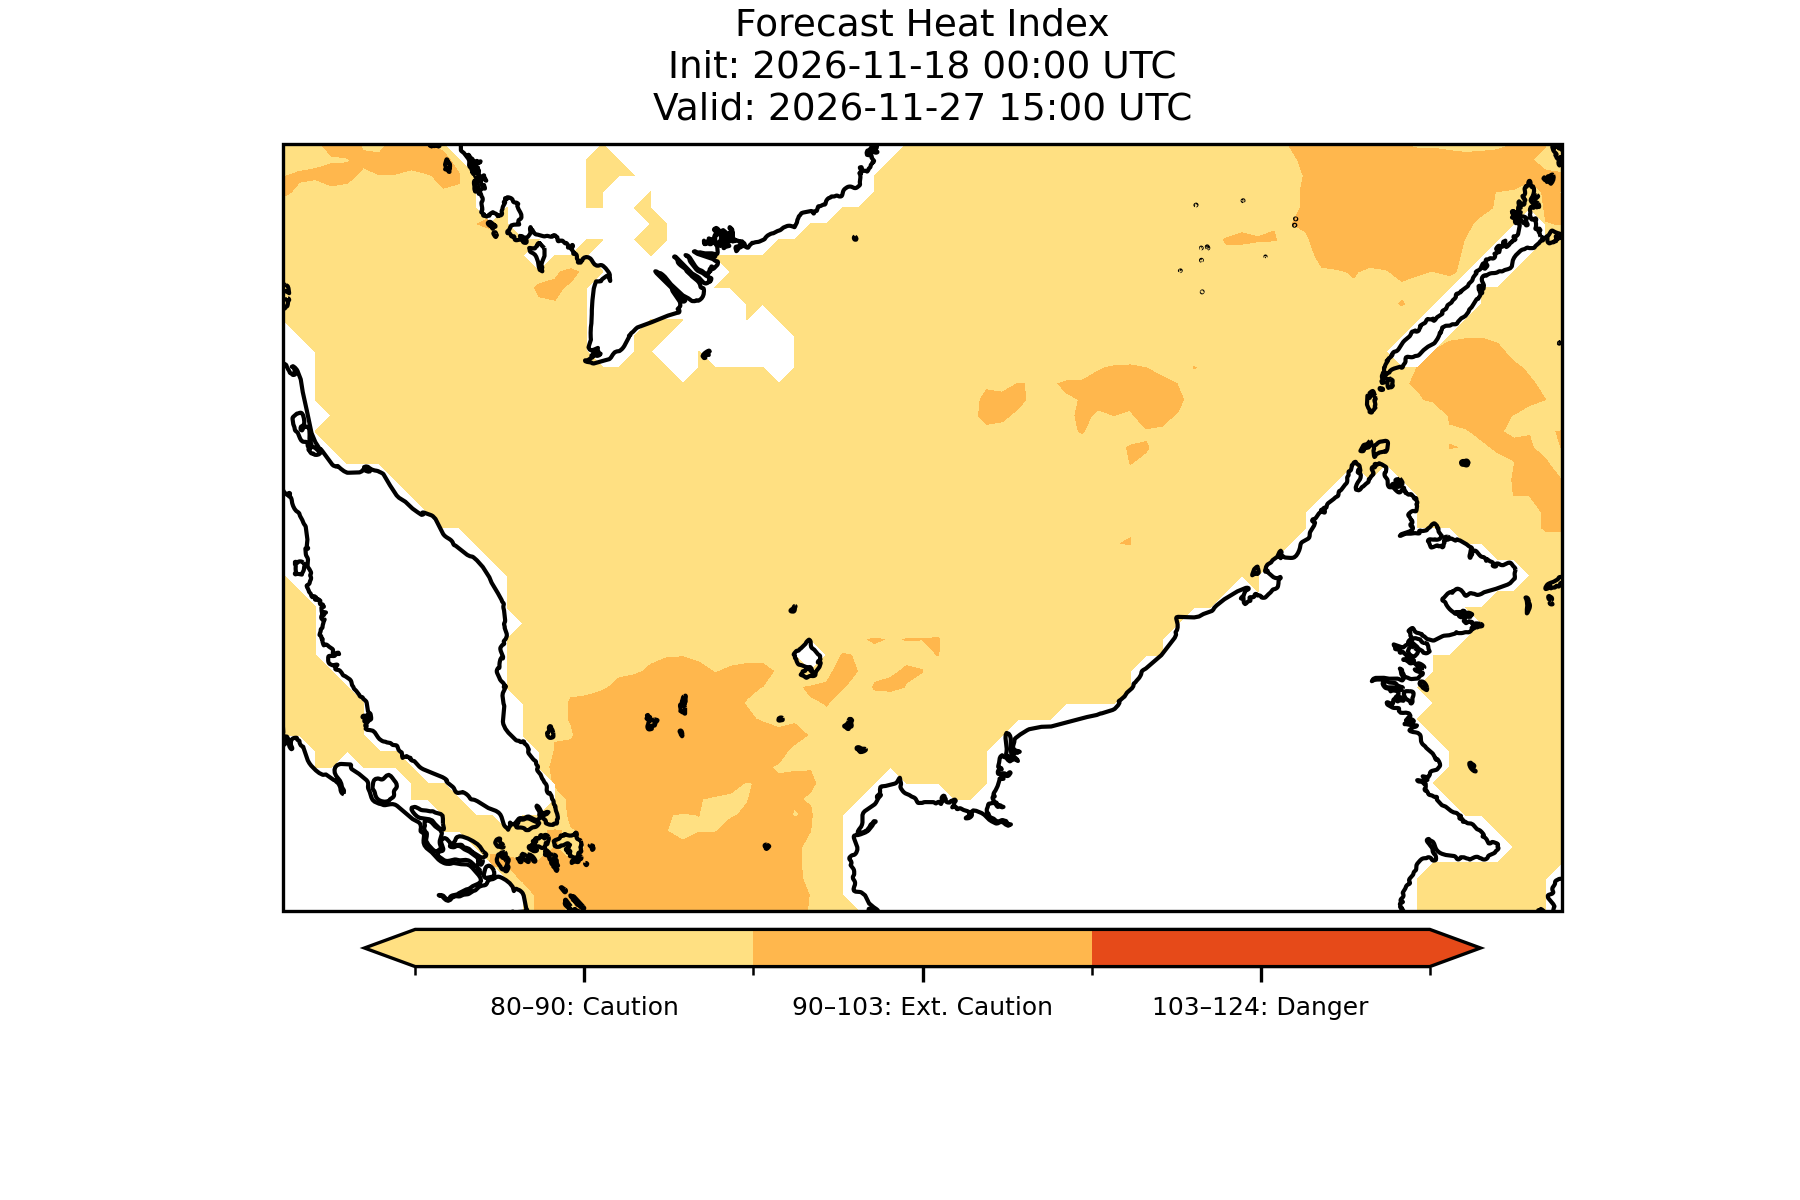 Forecast Heat Index
Init: 2026-11-18 00:00 UTC
Valid: 2026-11-27 15:00 UTC
80–90: Caution
90–103: Ext. Caution
103–124: Danger